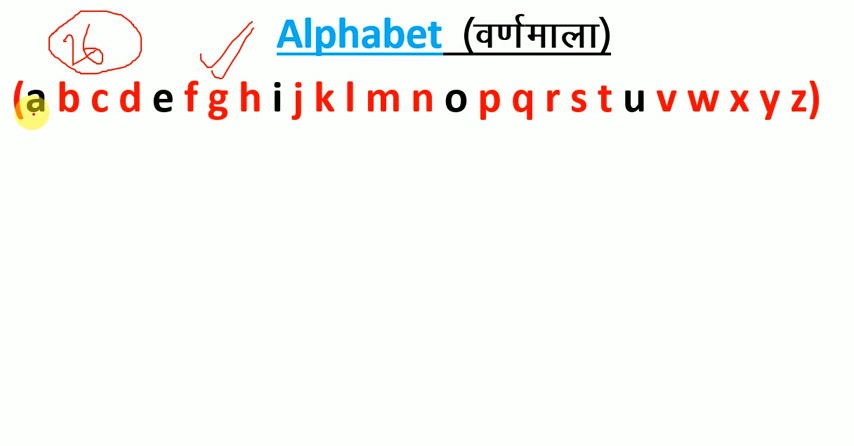 26
Alphabet (वर्णमाला)
(a b c d e f g h i j k l m n o p q r s t u v w x y z)